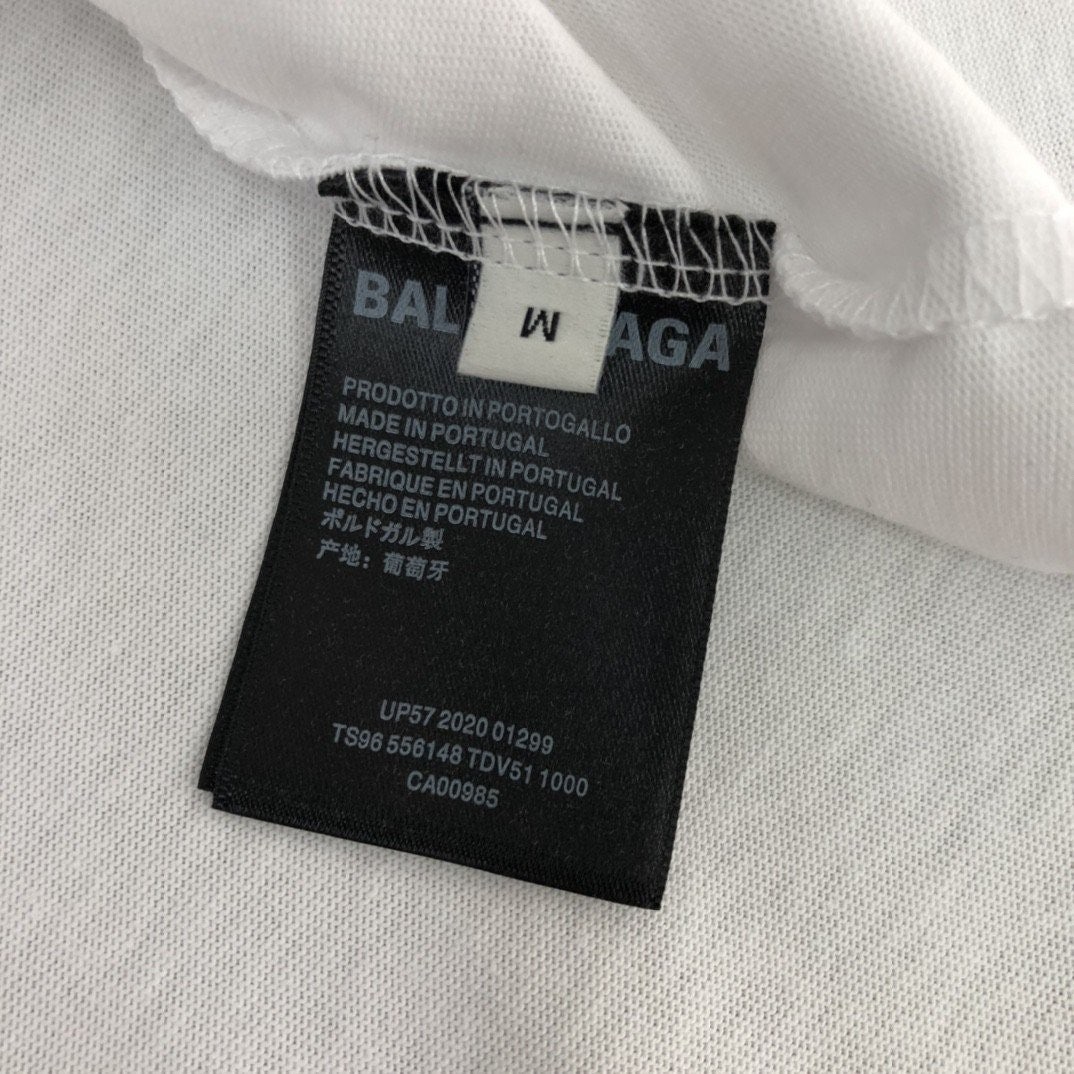 BAL AGA
M
PRODOTTO IN PORTOGALLO
MADE IN PORTUGAL
HERGESTELLT IN PORTUGAL
FABRIQUE EN PORTUGAL
HECHO EN PORTUGAL
ポルドガル製
产地: 葡萄牙
UP57 2020 01299
TS96 556148 TDV51 1000
CA00985